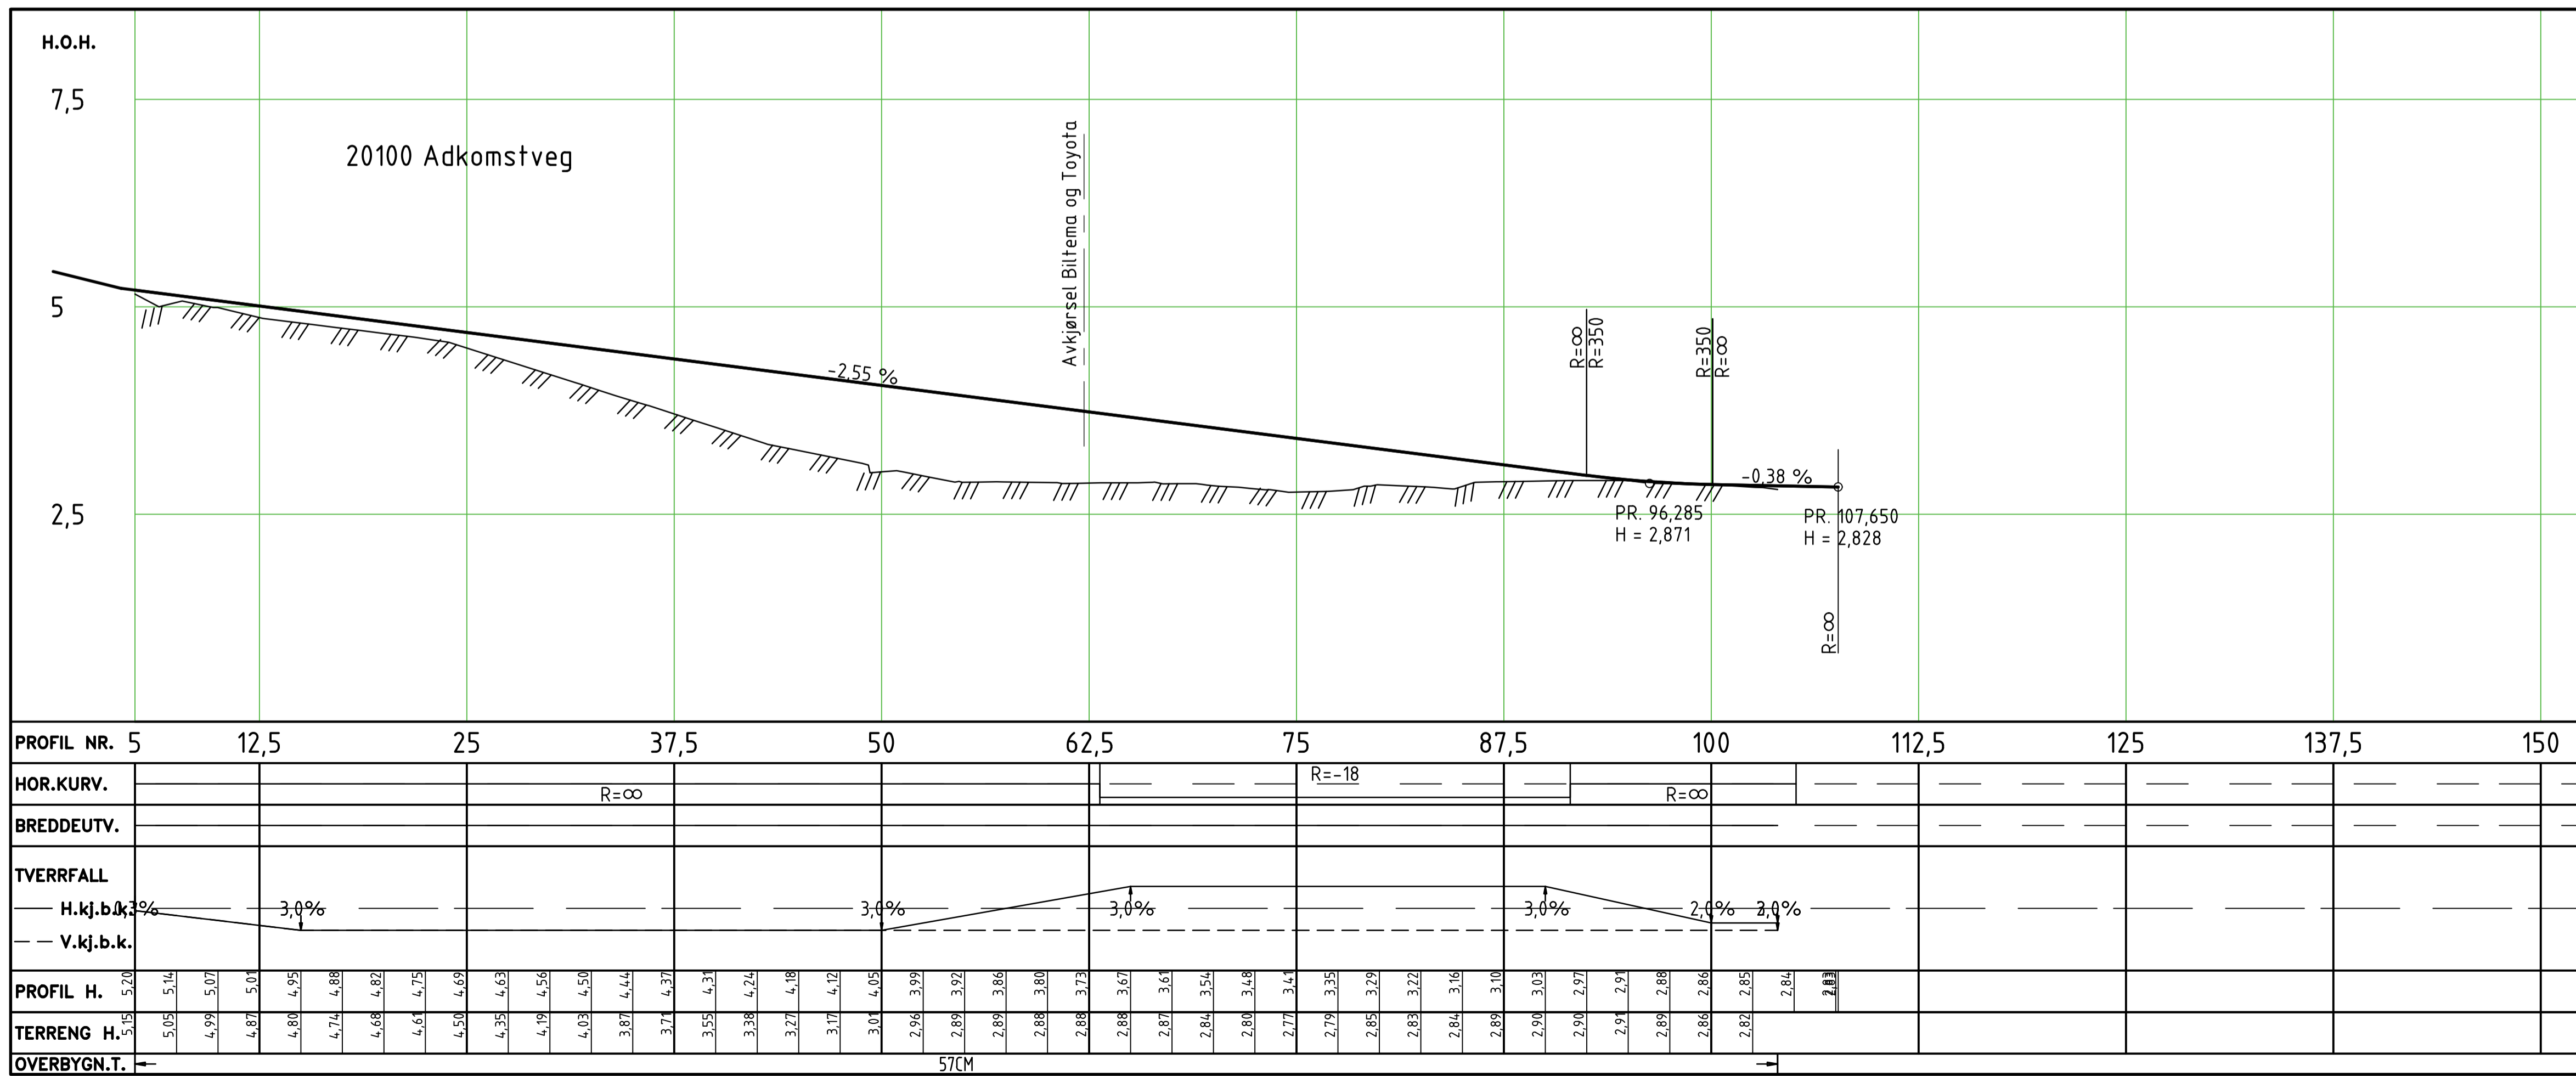 H.O.H.
7,5
20100 Adkomstveg
Avkjørsel Biltema og Toyota
5
-2,55 %
R=∞
R=350
R=350
R=∞
-0,38 %
2,5
PR. 96,285
H = 2,871
PR. 107,650
H = 2,828
R=∞
PROFIL NR. 5 12,5 25 37,5 50 62,5 75 87,5 100 112,5 125 137,5 150
HOR.KURV. R=∞ R=-18 R=∞
BREDDEUTV.
TVERRFALL
H.kj.b.k. 3,0% 3,0% 3,0% 3,0% 2,0%
V.kj.b.k.
PROFIL H. 5,20 5,14 5,07 5,01 4,95 4,88 4,82 4,75 4,69 4,63 4,56 4,50 4,44 4,37 4,31 4,24 4,18 4,12 4,05 3,99 3,92 3,86 3,80 3,73 3,67 3,61 3,54 3,48 3,41 3,35 3,29 3,22 3,16 3,10 3,03 2,97 2,91 2,88 2,86 2,85 2,84
TERRENG H. 5,15 5,05 4,99 4,87 4,80 4,74 4,68 4,61 4,50 4,35 4,19 4,03 3,87 3,71 3,55 3,38 3,27 3,17 3,01 2,96 2,89 2,89 2,88 2,88 2,88 2,87 2,84 2,80 2,77 2,79 2,85 2,83 2,84 2,89 2,90 2,90 2,91 2,89 2,86 2,82
OVERBYGN.T. 57CM